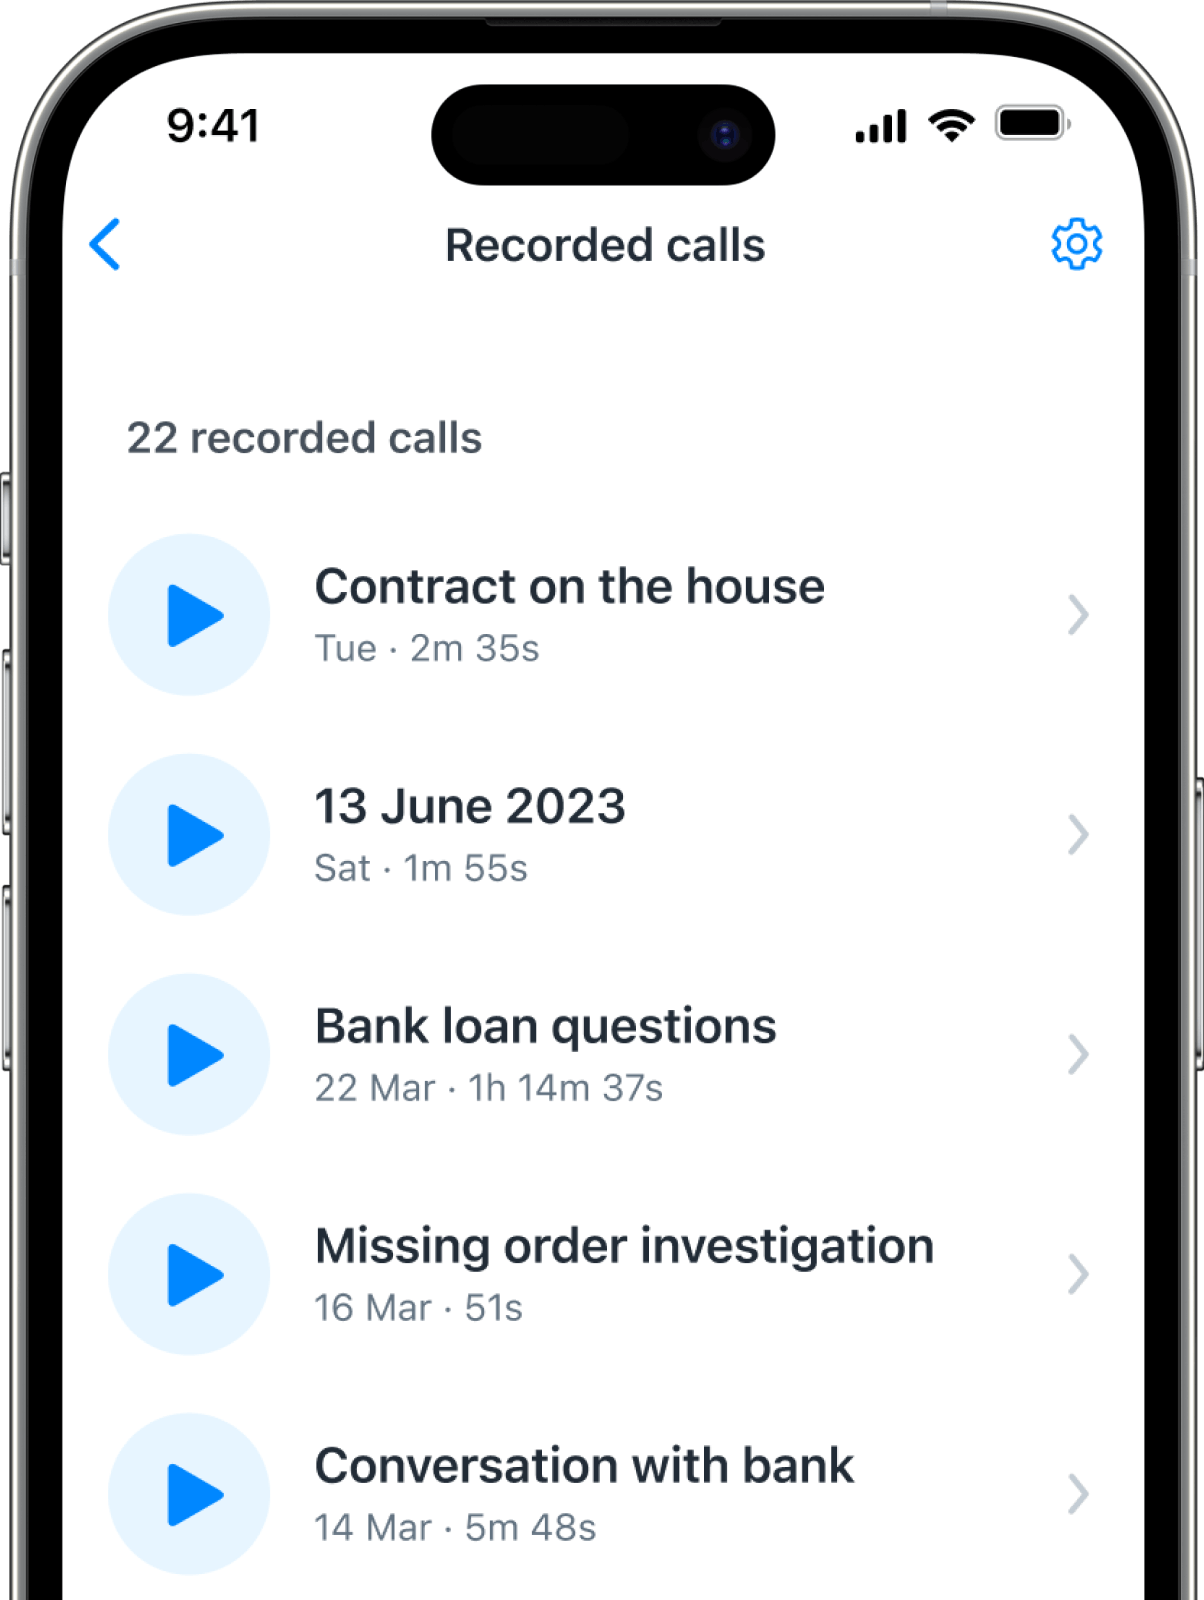 9:41
Recorded calls
22 recorded calls
Contract on the house
Tue · 2m 35s
13 June 2023
Sat · 1m 55s
Bank loan questions
22 Mar · 1h 14m 37s
Missing order investigation
16 Mar · 51s
Conversation with bank
14 Mar · 5m 48s